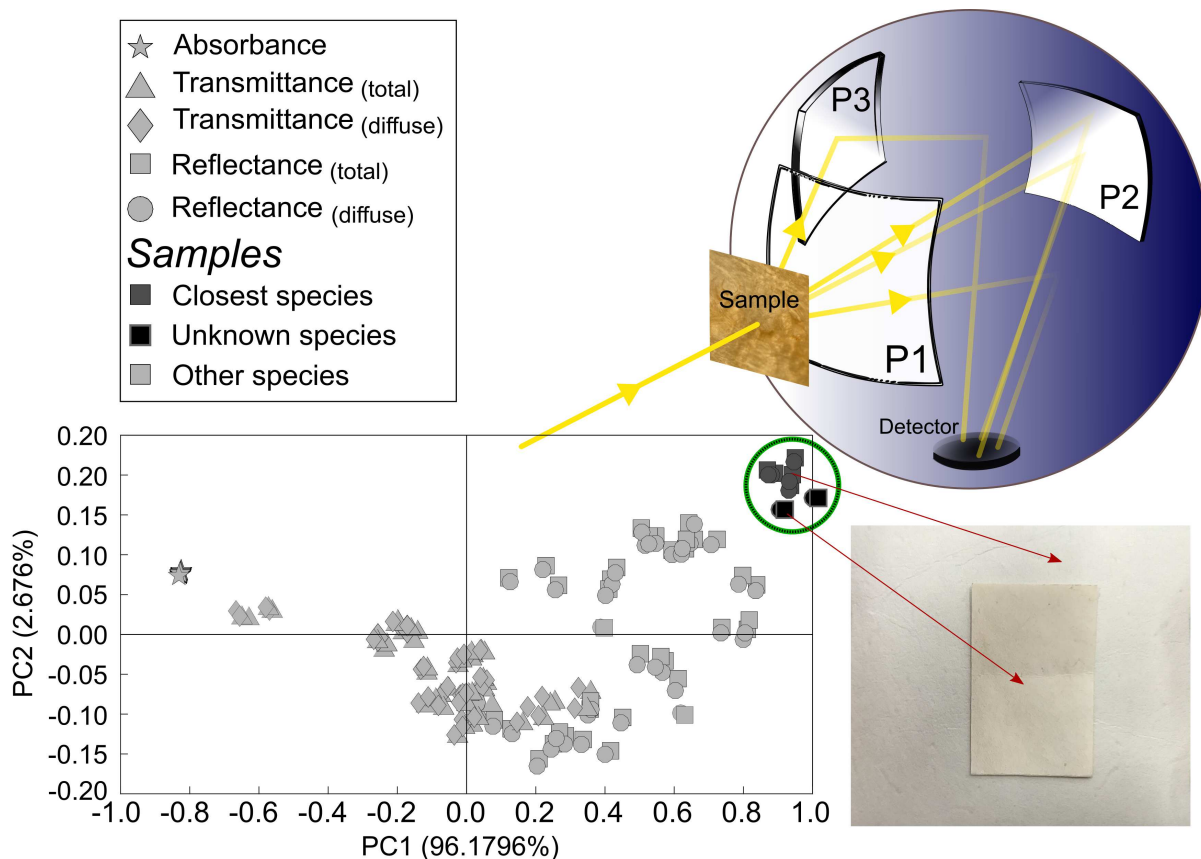 Absorbance
Transmittance (total)
Transmittance (diffuse)
Reflectance (total)
Reflectance (diffuse)
Samples
Closest species
Unknown species
Other species
P3
P2
Sample
P1
Detector
0.20
0.20
0.15
0.10
0.05
0.00
-0.05
-0.10
-0.15
-0.20
PC2 (2.676%)
-1.0 -0.8 -0.6 -0.4 -0.2 0.0 0.2 0.4 0.6 0.8 1.0
PC1 (96.1796%)